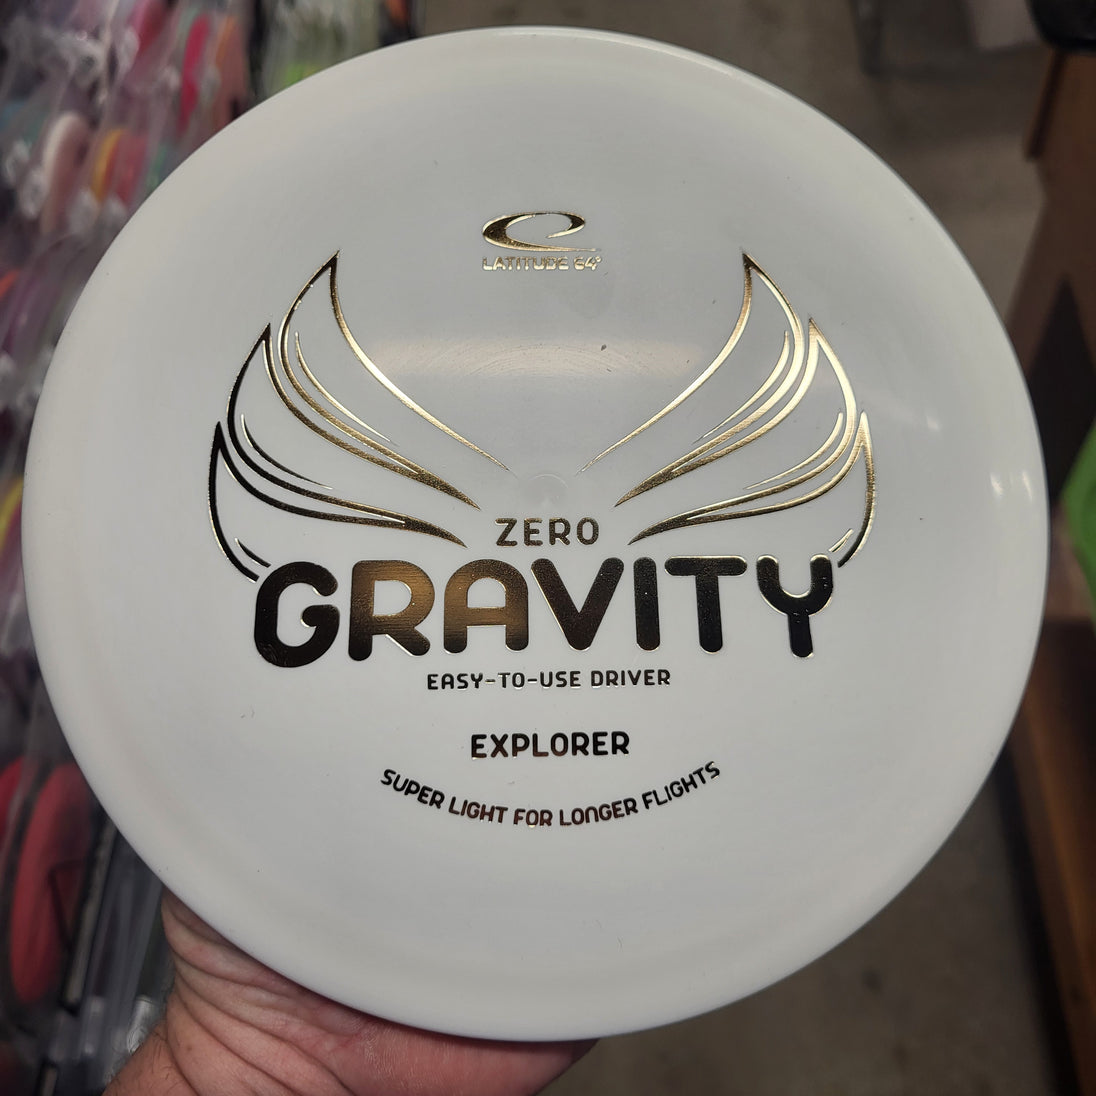 LATITUDE 64°
ZERO
GRAVITY
EASY-TO-USE DRIVER
EXPLORER
SUPER LIGHT FOR LONGER FLIGHTS